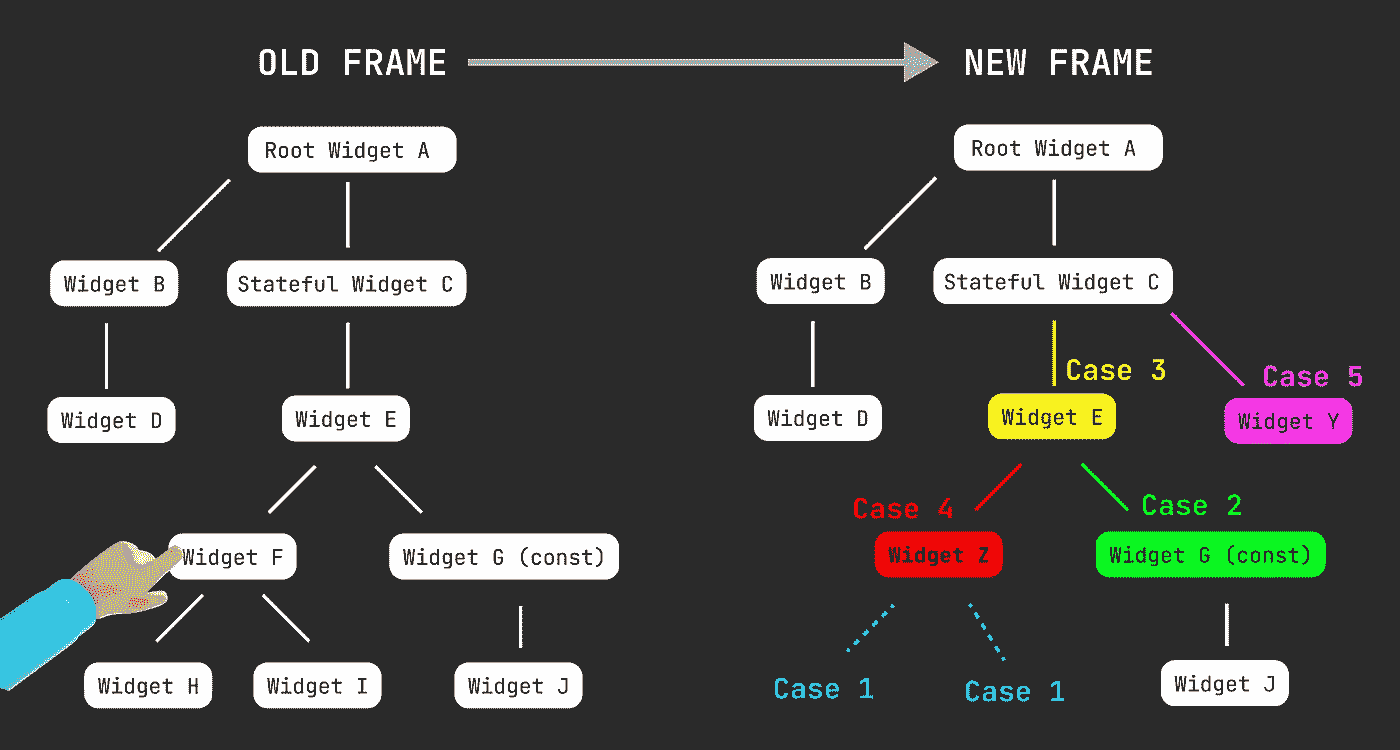 OLD FRAME
NEW FRAME
Root Widget A
Root Widget A
Widget B
Stateful Widget C
Widget B
Stateful Widget C
Case 3
Case 5
Widget D
Widget E
Widget D
Widget E
Widget Y
Case 4
Case 2
Widget F
Widget G (const)
Widget Z
Widget G (const)
Widget H
Widget I
Widget J
Case 1
Case 1
Widget J